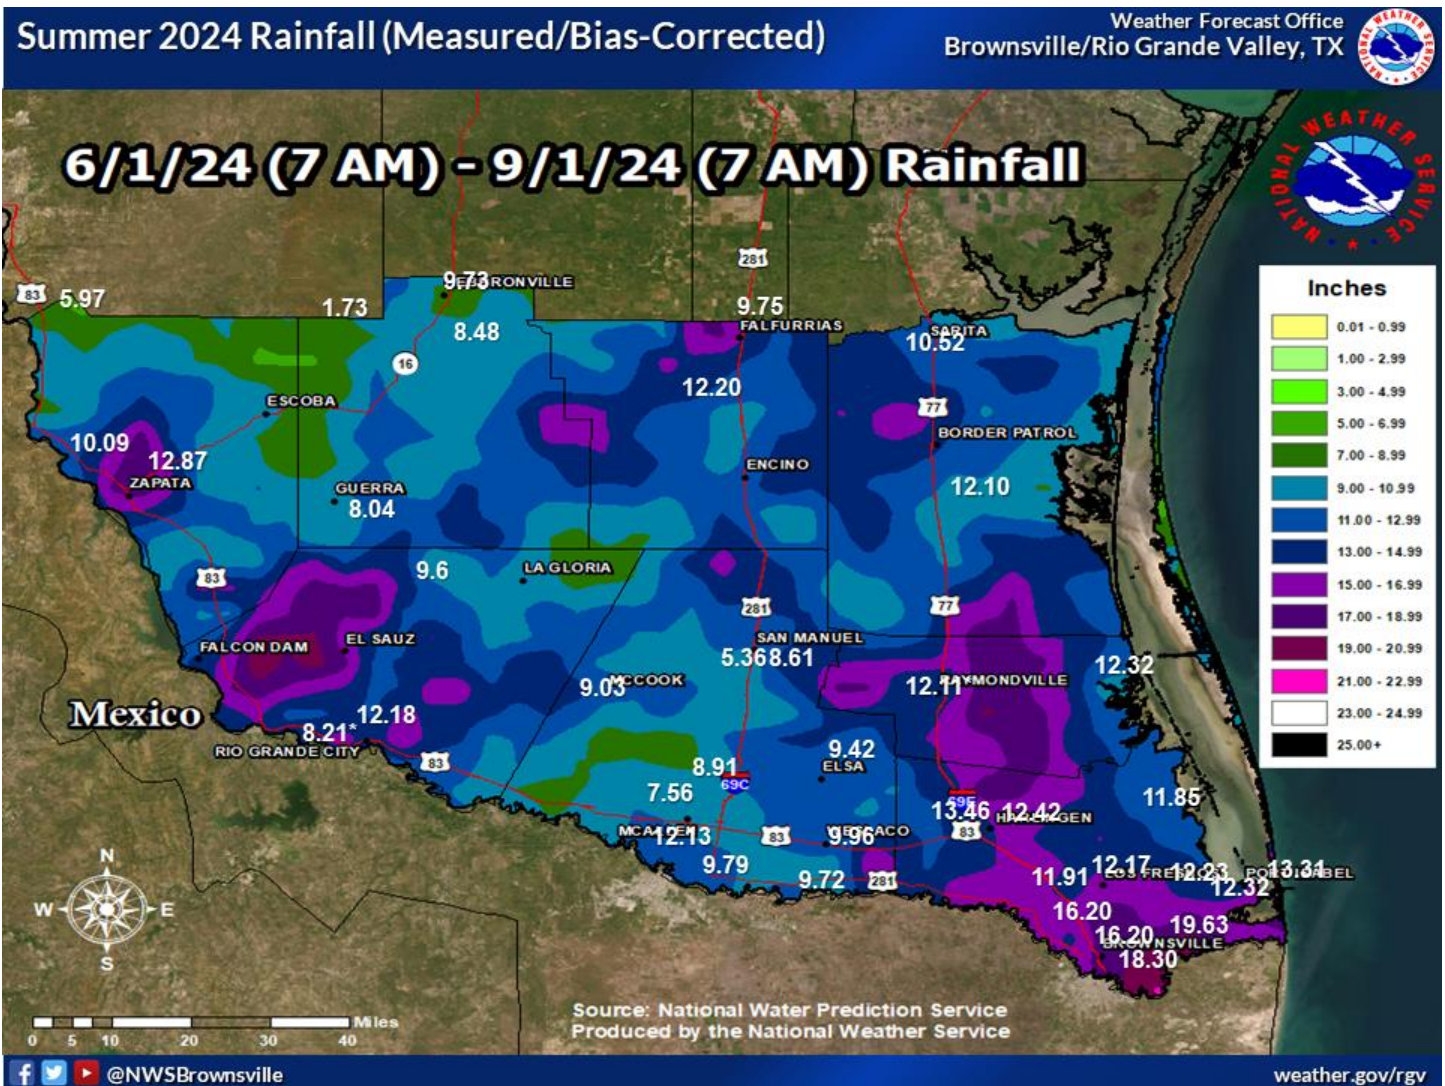 Summer 2024 Rainfall (Measured/Bias-Corrected)
Weather Forecast Office
Brownsville/Rio Grande Valley, TX
NATIONAL WEATHER SERVICE
6/1/24 (7 AM) - 9/1/24 (7 AM) Rainfall
NATIONAL WEATHER SERVICE
Inches
0.01 - 0.99
1.00 - 2.99
3.00 - 4.99
5.00 - 6.99
7.00 - 8.99
9.00 - 10.99
11.00 - 12.99
13.00 - 14.99
15.00 - 16.99
17.00 - 18.99
19.00 - 20.99
21.00 - 22.99
23.00 - 24.99
25.00+
281
83
5.97
1.73
9.73
9.75
FALFURRIAS
8.48
SARITA
10.52
16
12.20
77
ESCOBA
BORDER PATROL
10.09
12.87
ZAPATA
ENCINO
GUERRA
8.04
12.10
9.6
LA GLORIA
83
281
77
FALCON DAM
EL SAUZ
SAN MANUEL
5.36
8.61
12.32
9.03
MCCOOK
12.11
RAYMONDVILLE
Mexico
12.18
8.21*
RIO GRANDE CITY
83
9.42
ELSA
8.91
69C
7.56
11.85
69E
13.46
12.42
83
12.13
83
9.96
9.79
9.72
281
12.17
12.23
13.31
11.91
12.32
16.20
19.63
16.20
BROWNSVILLE
18.30
N
W
E
S
Miles
0 5 10 20 30 40
Source: National Water Prediction Service
Produced by the National Weather Service
@NWSBrownsville
weather.gov/rgv